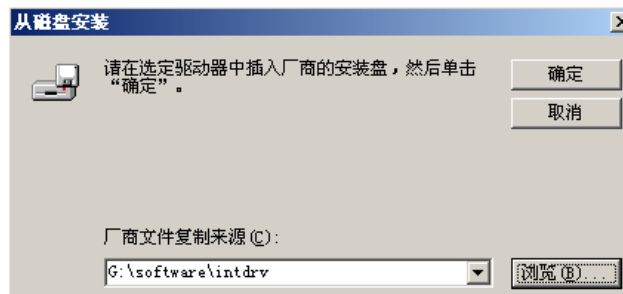 从磁盘安装
请在选定驱动器中插入厂商的安装盘，然后单击
“确定”。
确定
取消
厂商文件复制来源(C):
G:\software\intdrv
浏览(B)...